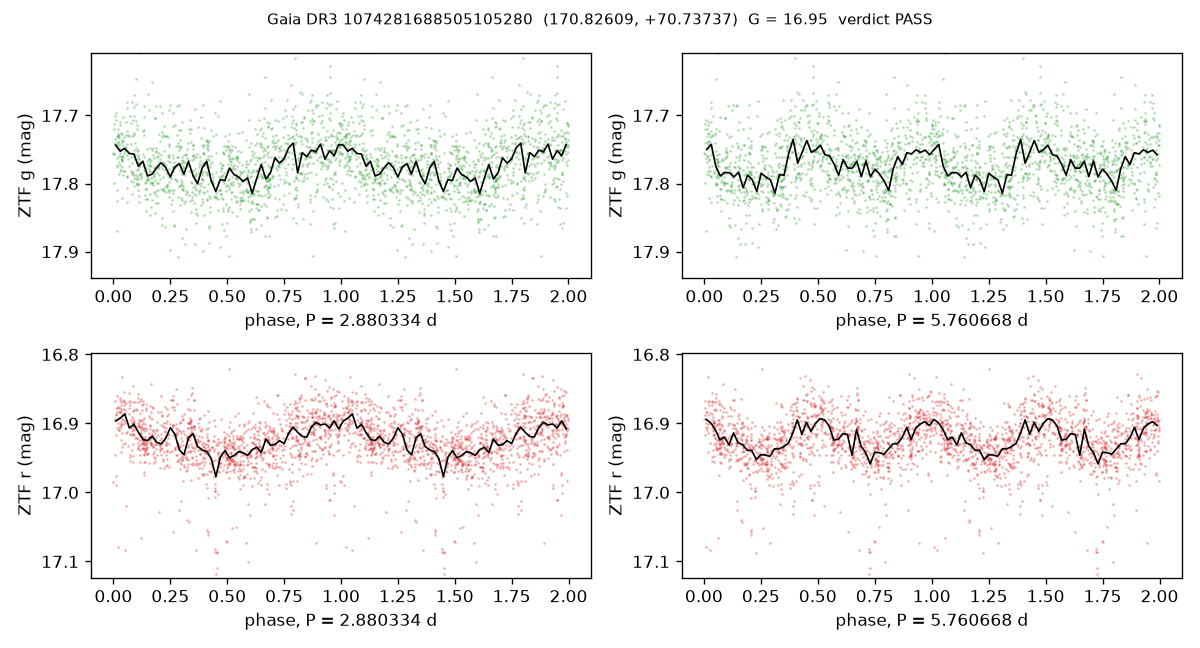 Gaia DR3 1074281688505105280 (170.82609, +70.73737) G = 16.95 verdict PASS
ZTF g (mag)
17.7
17.8
17.9
0.00 0.25 0.50 0.75 1.00 1.25 1.50 1.75 2.00
phase, P = 2.880334 d
ZTF g (mag)
17.7
17.8
17.9
0.00 0.25 0.50 0.75 1.00 1.25 1.50 1.75 2.00
phase, P = 5.760668 d
ZTF r (mag)
16.8
16.9
17.0
17.1
0.00 0.25 0.50 0.75 1.00 1.25 1.50 1.75 2.00
phase, P = 2.880334 d
ZTF r (mag)
16.8
16.9
17.0
17.1
0.00 0.25 0.50 0.75 1.00 1.25 1.50 1.75 2.00
phase, P = 5.760668 d